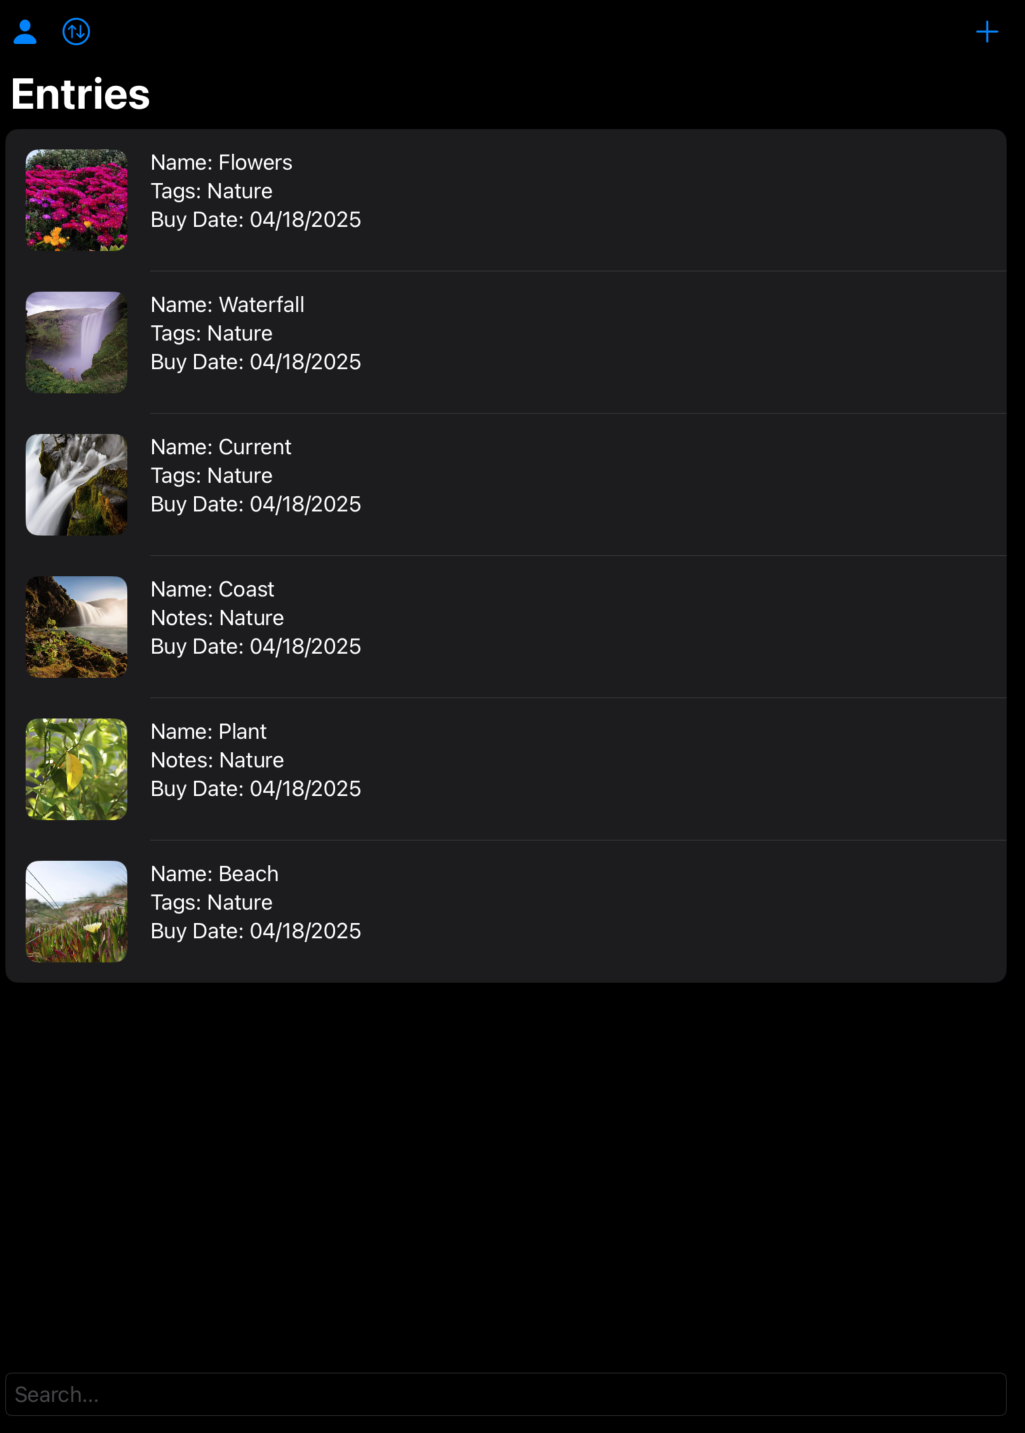 Entries
Name: Flowers
Tags: Nature
Buy Date: 04/18/2025
Name: Waterfall
Tags: Nature
Buy Date: 04/18/2025
Name: Current
Tags: Nature
Buy Date: 04/18/2025
Name: Coast
Notes: Nature
Buy Date: 04/18/2025
Name: Plant
Notes: Nature
Buy Date: 04/18/2025
Name: Beach
Tags: Nature
Buy Date: 04/18/2025
Search...